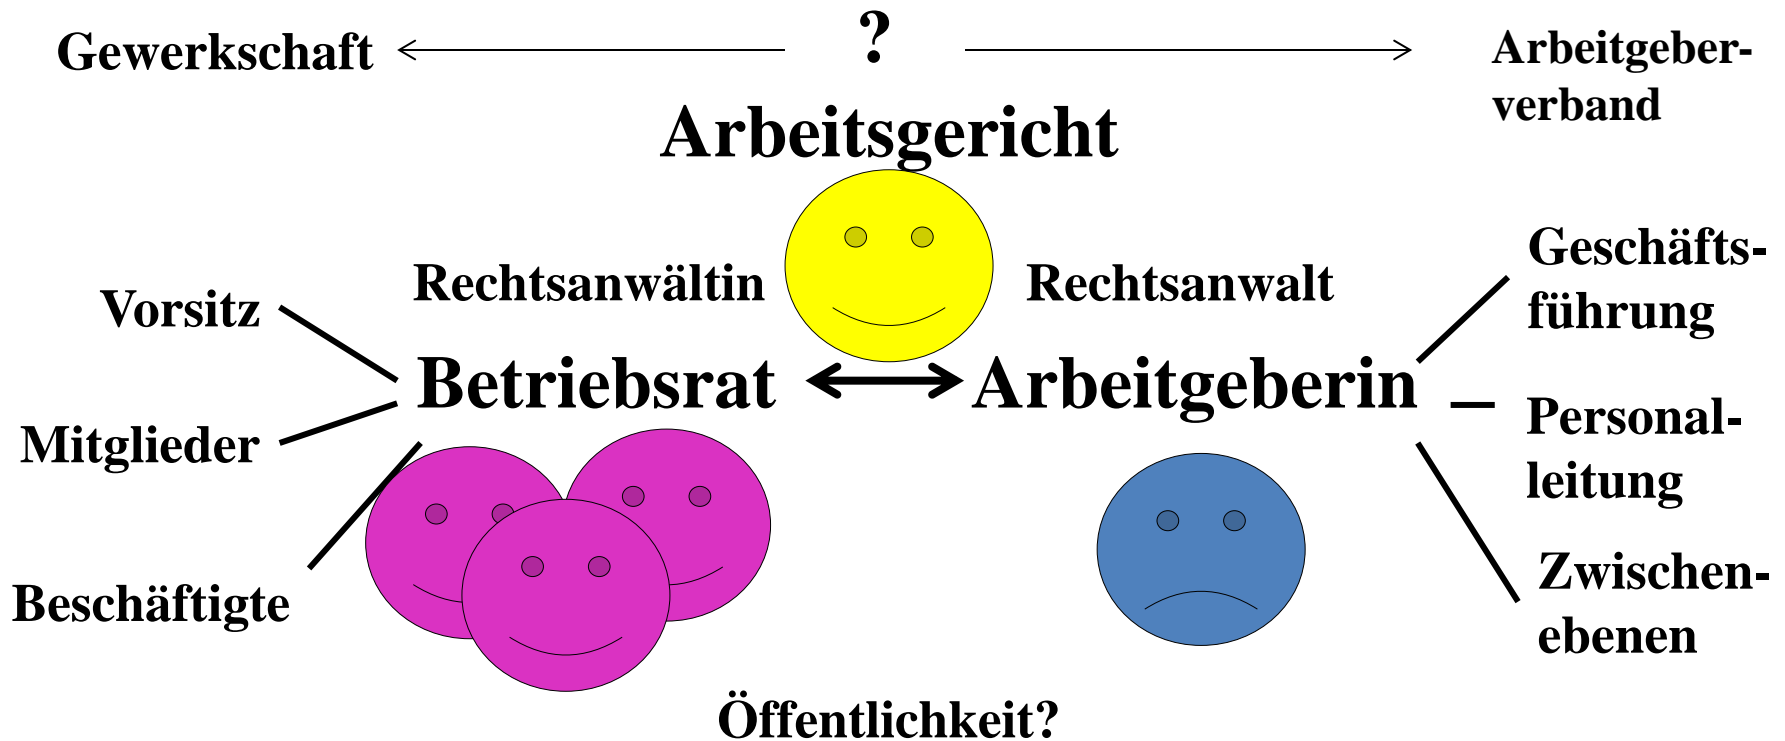 ?
Gewerkschaft
Arbeitgeber-
verband
Arbeitsgericht
Rechtsanwältin
Rechtsanwalt
Geschäfts-
führung
Vorsitz
Betriebsrat
Arbeitgeberin
Mitglieder
Personal-
leitung
Beschäftigte
Zwischen-
ebenen
Öffentlichkeit?